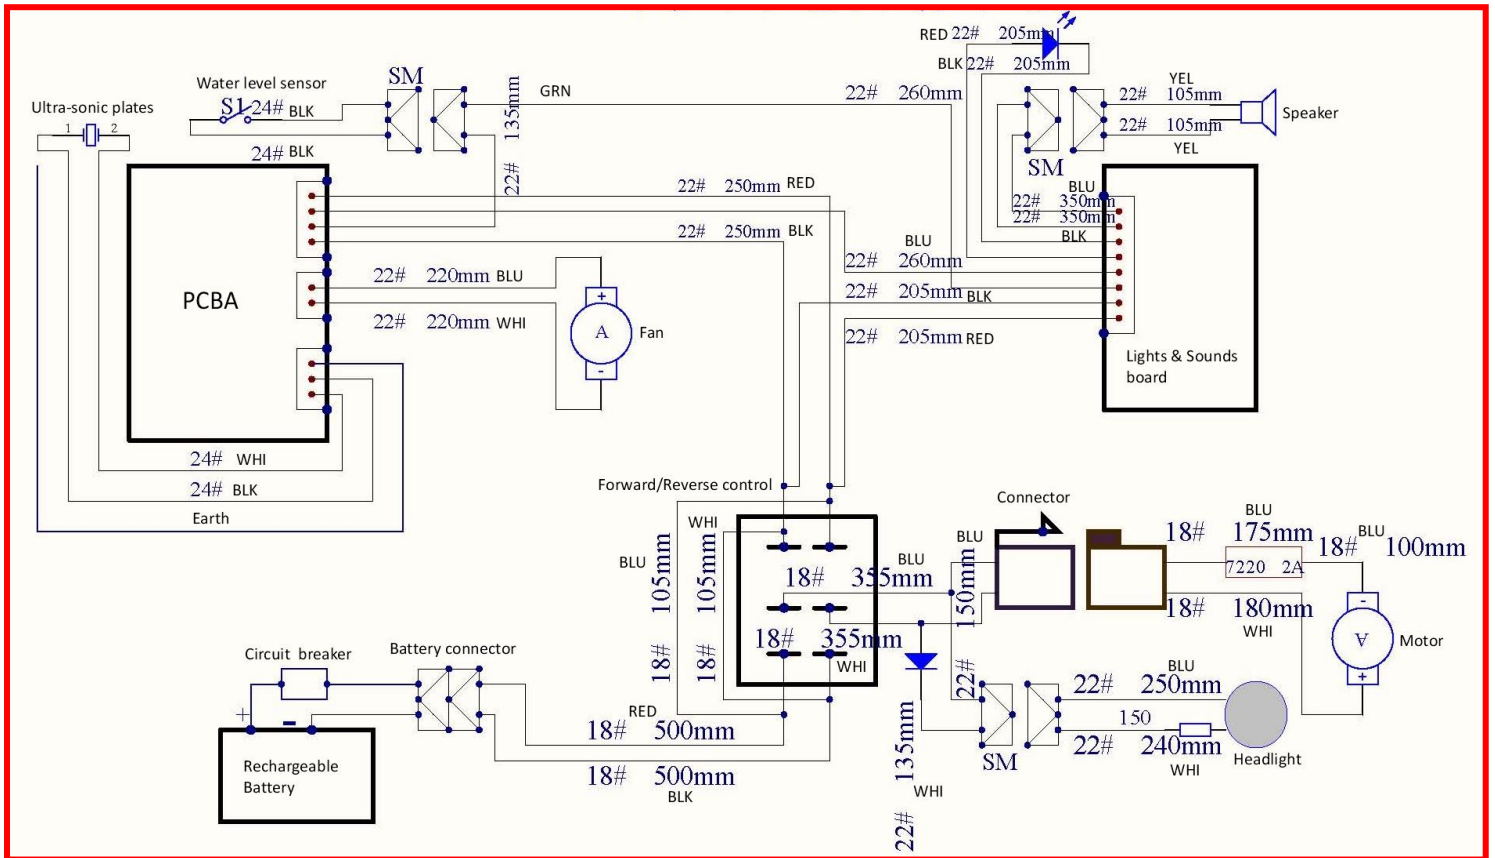 RED 22# 205mm
BLK 22# 205mm
Water level sensor
SM
S1 24# BLK
135mm
GRN
22# 260mm
YEL
22# 105mm
Speaker
22# 105mm
YEL
SM
Ultra-sonic plates
1 2
24# BLK
22#
22# 250mm RED
22# 250mm BLK
BLU
22# 350mm
22# 350mm
BLK
BLU
22# 260mm
22# 205mm BLK
22# 205mm RED
PCBA
22# 220mm BLU
22# 220mm WHI
+
A
-
Fan
Lights & Sounds
board
24# WHI
24# BLK
Earth
Forward/Reverse control
WHI
BLU
18# 105mm
18# 105mm
BLU
18# 355mm
18# 355mm
WHI
BLU
150mm
22#
Connector
BLU
18# 175mm
BLU
18# 100mm
7220 2A
18# 180mm
WHI
-
A
+
Motor
Circuit breaker
Battery connector
+
-
Rechargeable
Battery
RED
18# 500mm
18# 500mm
BLK
22# 135mm
WHI
SM
BLU
22# 250mm
150
22# 240mm
WHI
Headlight